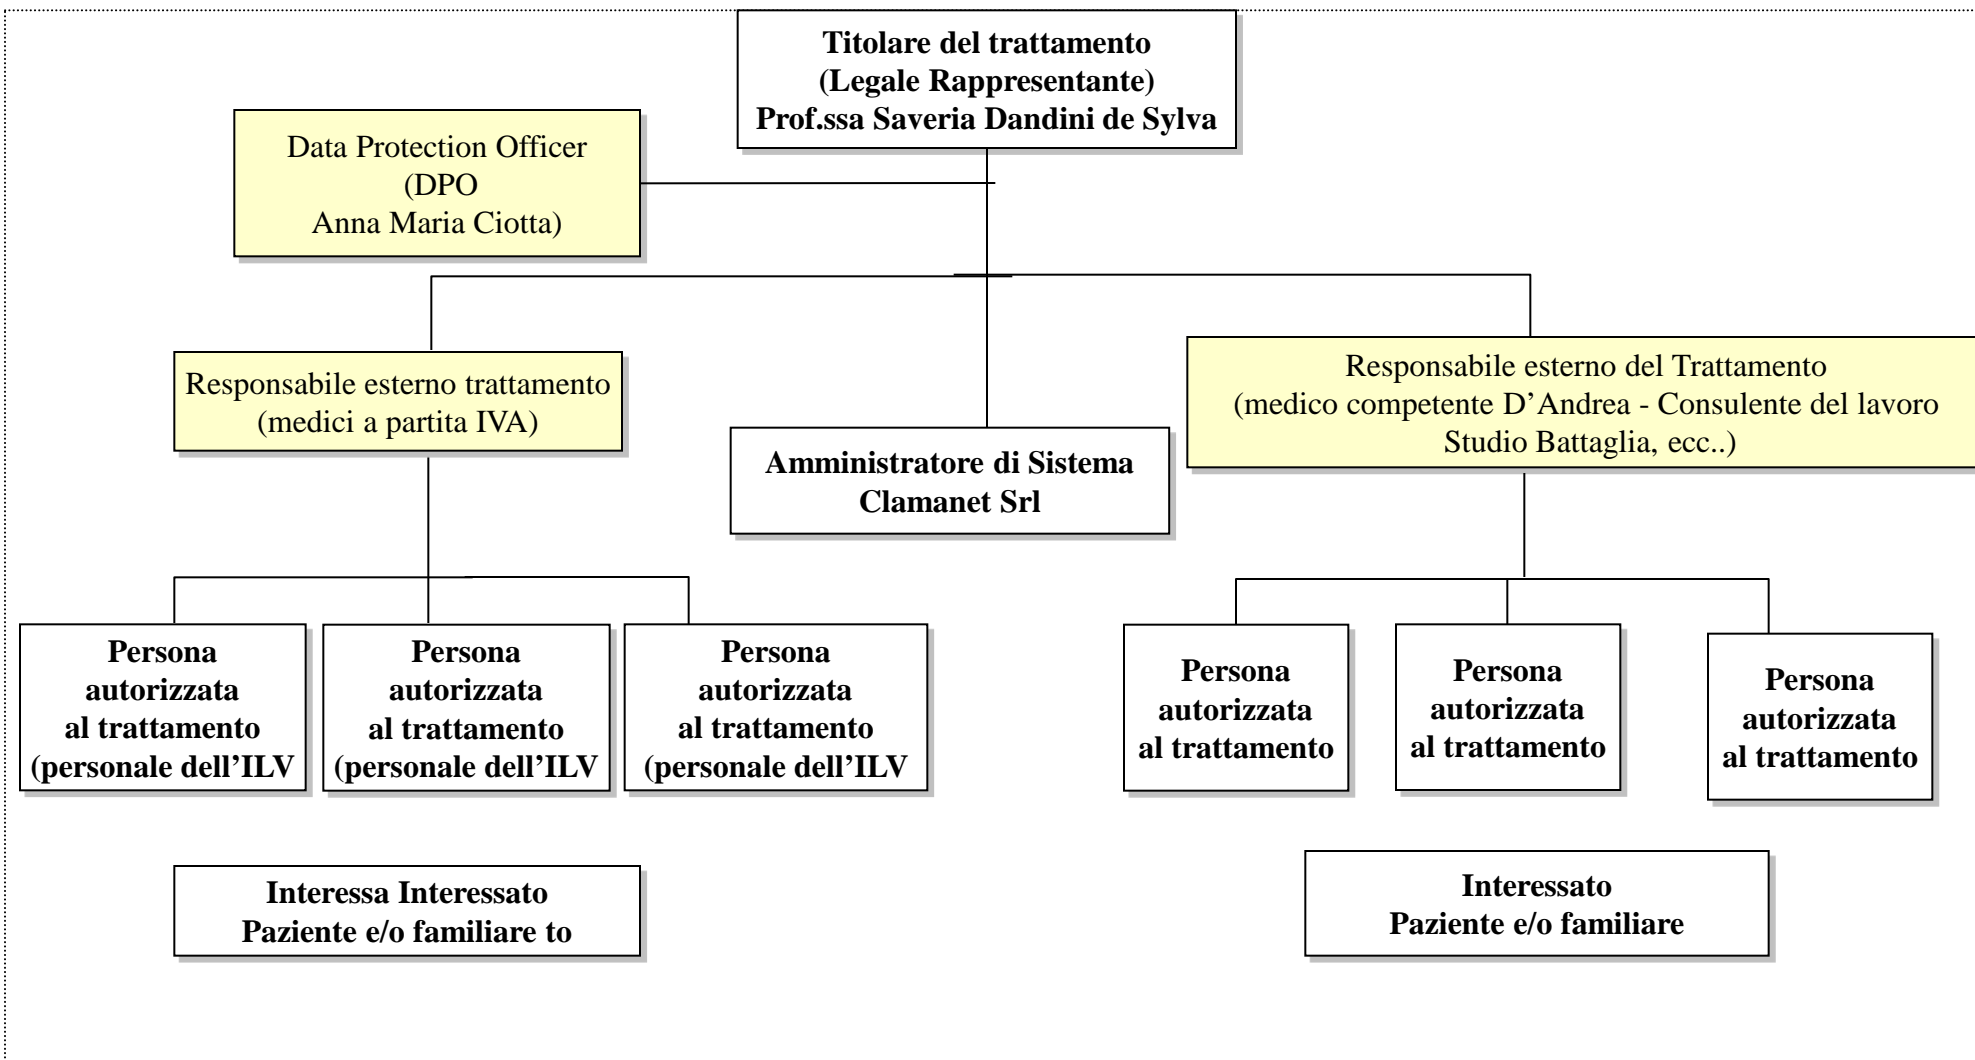 Titolare del trattamento
(Legale Rappresentante)
Prof.ssa Saveria Dandini de Sylva
Data Protection Officer
(DPO
Anna Maria Ciotta)
Responsabile esterno trattamento
(medici a partita IVA)
Amministratore di Sistema
Clamanet Srl
Responsabile esterno del Trattamento
(medico competente D’Andrea - Consulente del lavoro
Studio Battaglia, ecc..)
Persona
autorizzata
al trattamento
(personale dell’ILV
Persona
autorizzata
al trattamento
(personale dell’ILV
Persona
autorizzata
al trattamento
(personale dell’ILV
Persona
autorizzata
al trattamento
Persona
autorizzata
al trattamento
Persona
autorizzata
al trattamento
Interessa Interessato
Paziente e/o familiare to
Interessato
Paziente e/o familiare